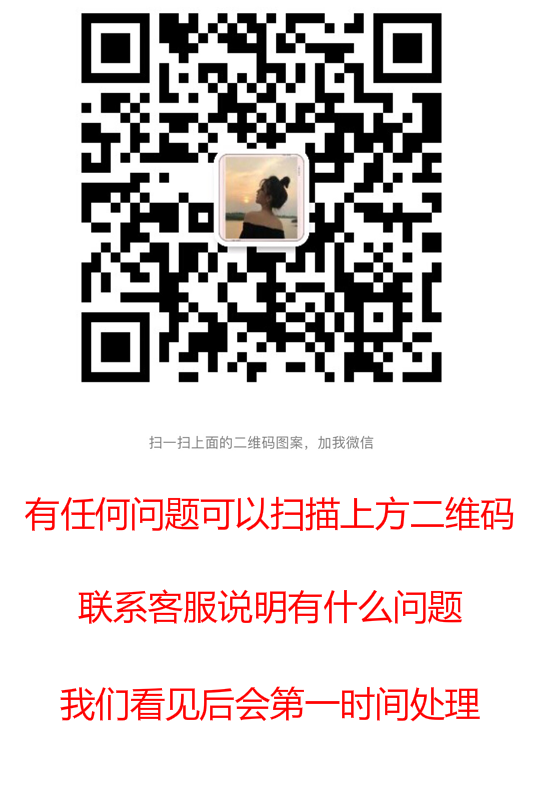 扫一扫上面的二维码图案，加我微信
有任何问题可以扫描上方二维码
联系客服说明有什么问题
我们看见后会第一时间处理